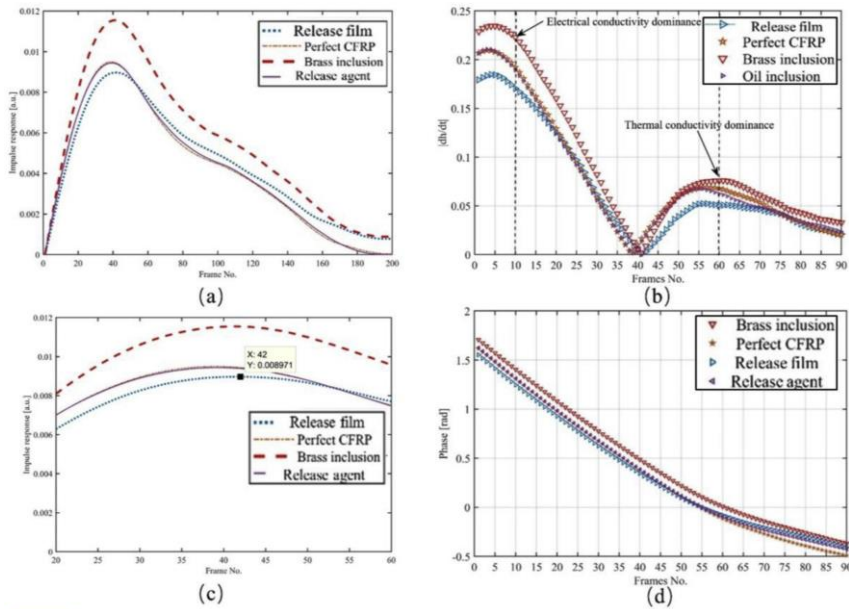 0.012
0.01
0.008
0.006
0.004
0.002
0
Impulse response [a.u.]
Release film
Perfect CFRP
Brass inclusion
Release agent
0 20 40 60 80 100 120 140 160 180 200
Frame No.
(a)
0.25
0.2
0.15
0.1
0.05
0
|dh/dt|
Electrical conductivity dominance
Release film
Perfect CFRP
Brass inclusion
Oil inclusion
Thermal conductivity dominance
0 5 10 15 20 25 30 35 40 45 50 55 60 65 70 75 80 85 90
Frames No.
(b)
0.012
0.01
0.008
0.006
0.004
0.002
0
Impulse response [a.u.]
X: 42
Y: 0.008971
Release film
Perfect CFRP
Brass inclusion
Release agent
20 25 30 35 40 45 50 55 60
Frame No.
(c)
2
1.5
1
0.5
0
-0.5
Phase [rad]
Brass inclusion
Perfect CFRP
Release film
Release agent
0 5 10 15 20 25 30 35 40 45 50 55 60 65 70 75 80 85 90
Frames No.
(d)